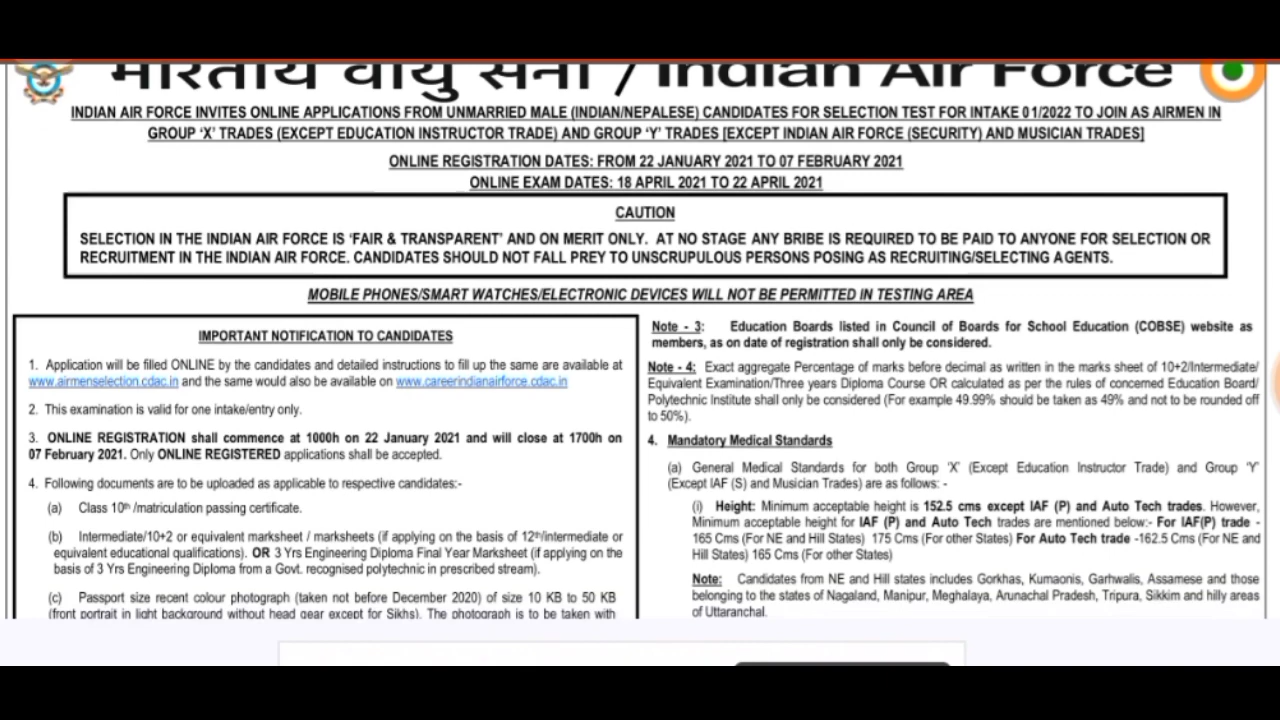 भारतीय वायु सेना / Indian Air Force
INDIAN AIR FORCE INVITES ONLINE APPLICATIONS FROM UNMARRIED MALE (INDIAN/NEPALESE) CANDIDATES FOR SELECTION TEST FOR INTAKE 01/2022 TO JOIN AS AIRMEN IN
GROUP ‘X’ TRADES (EXCEPT EDUCATION INSTRUCTOR TRADE) AND GROUP ‘Y’ TRADES [EXCEPT INDIAN AIR FORCE (SECURITY) AND MUSICIAN TRADES]
ONLINE REGISTRATION DATES: FROM 22 JANUARY 2021 TO 07 FEBRUARY 2021
ONLINE EXAM DATES: 18 APRIL 2021 TO 22 APRIL 2021
CAUTION
SELECTION IN THE INDIAN AIR FORCE IS ‘FAIR & TRANSPARENT’ AND ON MERIT ONLY. AT NO STAGE ANY BRIBE IS REQUIRED TO BE PAID TO ANYONE FOR SELECTION OR
RECRUITMENT IN THE INDIAN AIR FORCE. CANDIDATES SHOULD NOT FALL PREY TO UNSCRUPULOUS PERSONS POSING AS RECRUITING/SELECTING AGENTS.
MOBILE PHONES/SMART WATCHES/ELECTRONIC DEVICES WILL NOT BE PERMITTED IN TESTING AREA
IMPORTANT NOTIFICATION TO CANDIDATES
1. Application will be filled ONLINE by the candidates and detailed instructions to fill up the same are available at
www.airmenselection.cdac.in and the same would also be available on www.careerindianairforce.cdac.in
2. This examination is valid for one intake/entry only.
3. ONLINE REGISTRATION shall commence at 1000h on 22 January 2021 and will close at 1700h on
07 February 2021. Only ONLINE REGISTERED applications shall be accepted.
4. Following documents are to be uploaded as applicable to respective candidates:-
(a) Class 10th /matriculation passing certificate.
(b) Intermediate/10+2 or equivalent marksheet / marksheets (if applying on the basis of 12th/intermediate or
equivalent educational qualifications). OR 3 Yrs Engineering Diploma Final Year Marksheet (if applying on the
basis of 3 Yrs Engineering Diploma from a Govt. recognised polytechnic in prescribed stream).
(c) Passport size recent colour photograph (taken not before December 2020) of size 10 KB to 50 KB
(front portrait in light background without head gear except for Sikhs). The photograph is to be taken with
Note - 3: Education Boards listed in Council of Boards for School Education (COBSE) website as
members, as on date of registration shall only be considered.
Note - 4: Exact aggregate Percentage of marks before decimal as written in the marks sheet of 10+2/Intermediate/
Equivalent Examination/Three years Diploma Course OR calculated as per the rules of concerned Education Board/
Polytechnic Institute shall only be considered (For example 49.99% should be taken as 49% and not to be rounded off
to 50%).
4. Mandatory Medical Standards
(a) General Medical Standards for both Group ‘X’ (Except Education Instructor Trade) and Group ‘Y’
(Except IAF (S) and Musician Trades) are as follows: -
(i) Height: Minimum acceptable height is 152.5 cms except IAF (P) and Auto Tech trades. However,
Minimum acceptable height for IAF (P) and Auto Tech trades are mentioned below:- For IAF(P) trade -
165 Cms (For NE and Hill States) 175 Cms (For other States) For Auto Tech trade -162.5 Cms (For NE and
Hill States) 165 Cms (For other States)
Note: Candidates from NE and Hill states includes Gorkhas, Kumaonis, Garhwalis, Assamese and those
belonging to the states of Nagaland, Manipur, Meghalaya, Arunachal Pradesh, Tripura, Sikkim and hilly areas
of Uttaranchal.